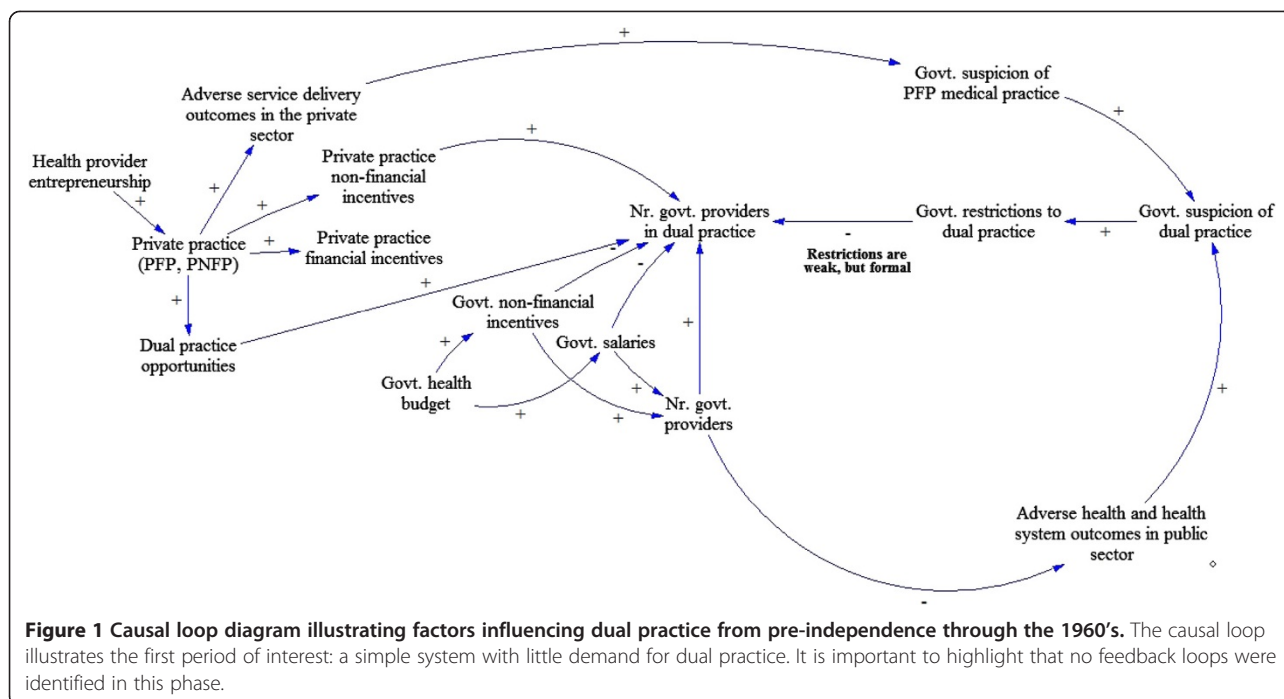 +
Govt. suspicion of
PFP medical practice
Adverse service delivery
outcomes in the private
sector
+
+
Health provider
entrepreneurship
+
+
+
Private practice
non-financial
incentives
Nr. govt. providers
in dual practice
Govt. restrictions to
dual practice
Govt. suspicion of
dual practice
-
+
Restrictions are
weak, but formal
Private practice
(PFP, PNFP)
+
Private practice
financial incentives
-
-
+
+
Govt. non-financial
incentives
Dual practice
opportunities
+
Govt. salaries
+
Govt. health
budget
+
+
+
Nr. govt.
providers
+
Adverse health and health
system outcomes in public
sector
-
Figure 1 Causal loop diagram illustrating factors influencing dual practice from pre-independence through the 1960's. The causal loop
illustrates the first period of interest: a simple system with little demand for dual practice. It is important to highlight that no feedback loops were
identified in this phase.